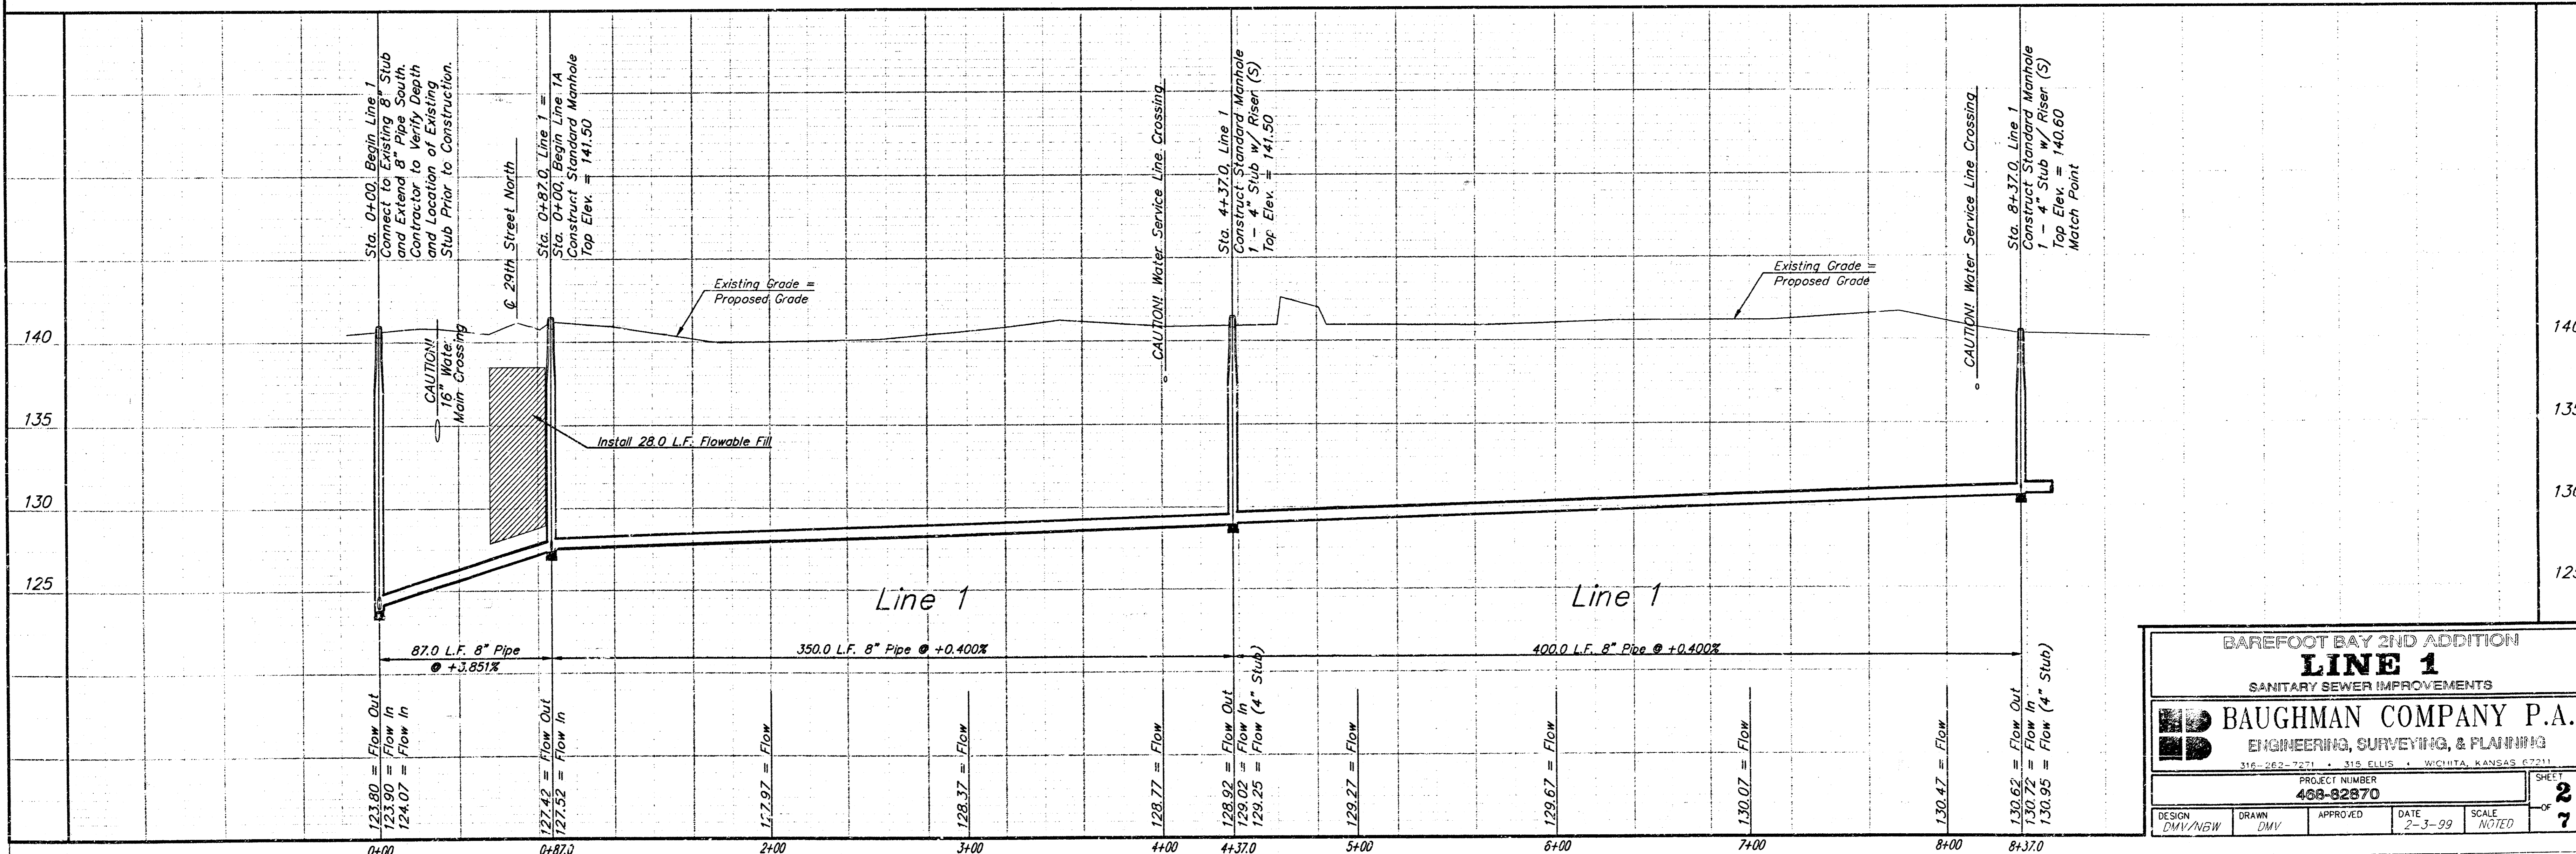 Sta. 0+00, Begin Line 1
Connect to Existing 8" Stub
and Extend 8" Pipe South.
Contractor to Verify Depth
and Location of Existing
Stub Prior to Construction.
℄ 29th Street North
Sta. 0+87.0, Line 1 =
Sta. 0+00, Begin Line 1A
Construct Standard Manhole
Top Elev. = 141.50
CAUTION! Water Service Line Crossing
Sta. 4+37.0, Line 1
Construct Standard Manhole
1 - 4" Stub w/ Riser (S)
Top Elev. = 141.50
CAUTION! Water Service Line Crossing
Sta. 8+37.0, Line 1
Construct Standard Manhole
1 - 4" Stub w/ Riser (S)
Top Elev. = 140.60
Match Point
Existing Grade =
Proposed Grade
Existing Grade =
Proposed Grade
CAUTION!
16" Water
Main Crossing
Install 28.0 L.F. Flowable Fill
140
135
130
125
Line 1
Line 1
87.0 L.F. 8" Pipe
@ +3.851%
350.0 L.F. 8" Pipe @ +0.400%
400.0 L.F. 8" Pipe @ +0.400%
123.80 = Flow Out
123.90 = Flow In
124.07 = Flow In
127.42 = Flow Out
127.52 = Flow In
127.97 = Flow
128.37 = Flow
128.77 = Flow
128.92 = Flow Out
129.02 = Flow In
129.25 = Flow (4" Stub)
129.27 = Flow
129.67 = Flow
130.07 = Flow
130.47 = Flow
130.62 = Flow Out
130.72 = Flow In
130.95 = Flow (4" Stub)
0+00
0+87.0
2+00
3+00
4+00
4+37.0
5+00
6+00
7+00
8+00
8+37.0
BAREFOOT BAY 2ND ADDITION
LINE 1
SANITARY SEWER IMPROVEMENTS
BAUGHMAN COMPANY P.A.
ENGINEERING, SURVEYING, & PLANNING
316-262-7271 • 315 ELLIS • WICHITA, KANSAS 67211
PROJECT NUMBER
468-82870
SHEET
2
OF
7
DESIGN
DMV/NGW
DRAWN
DMV
APPROVED
DATE
2-3-99
SCALE
NOTED